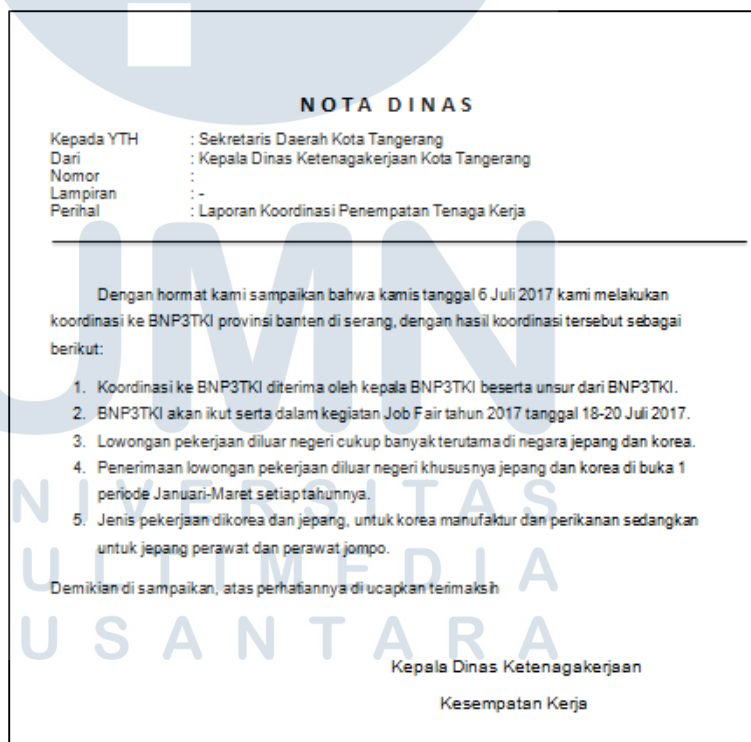 NOTA DINAS
Kepada YTH : Sekretaris Daerah Kota Tangerang
Dari : Kepala Dinas Ketenagakerjaan Kota Tangerang
Nomor :
Lampiran : -
Perihal : Laporan Koordinasi Penempatan Tenaga Kerja
Dengan hormat kami sampaikan bahwa kamis tanggal 6 Juli 2017 kami melakukan
koordinasi ke BNP3TKI provinsi banten di serang, dengan hasil koordinasi tersebut sebagai
berikut:
1. Koordinasi ke BNP3TKI diterima oleh kepala BNP3TKI beserta unsur dari BNP3TKI.
2. BNP3TKI akan ikut serta dalam kegiatan Job Fair tahun 2017 tanggal 18-20 Juli 2017.
3. Lowongan pekerjaan diluar negeri cukup banyak terutama di negara jepang dan korea.
4. Penerimaan lowongan pekerjaan diluar negeri khususnya jepang dan korea di buka 1
periode Januari-Maret setiap tahunnya.
5. Jenis pekerjaan dikorea dan jepang, untuk korea manufaktur dan perikanan sedangkan
untuk jepang perawat dan perawat jompo.
Demikian di sampaikan, atas perhatiannya di ucapkan terimaksih
Kepala Dinas Ketenagakerjaan
Kesempatan Kerja
UMN
NIVERSITAS
ULTIMEDIA
USANTARA